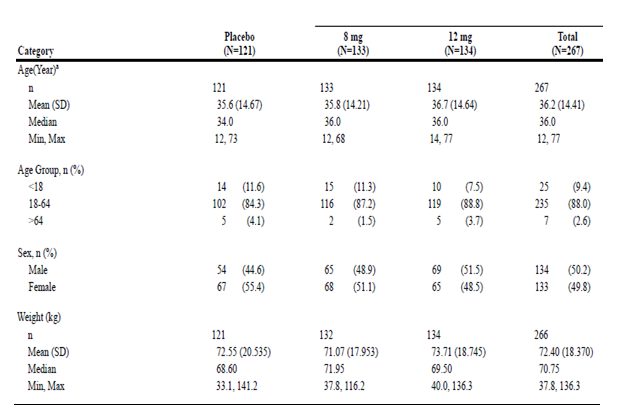 Placebo 8 mg 12 mg Total
Category (N=121) (N=133) (N=134) (N=267)
Age(Year)ª
n 121 133 134 267
Mean (SD) 35.6 (14.67) 35.8 (14.21) 36.7 (14.64) 36.2 (14.41)
Median 34.0 36.0 36.0 36.0
Min, Max 12, 73 12, 68 14, 77 12, 77
Age Group, n (%)
<18 14 (11.6) 15 (11.3) 10 (7.5) 25 (9.4)
18-64 102 (84.3) 116 (87.2) 119 (88.8) 235 (88.0)
>64 5 (4.1) 2 (1.5) 5 (3.7) 7 (2.6)
Sex, n (%)
Male 54 (44.6) 65 (48.9) 69 (51.5) 134 (50.2)
Female 67 (55.4) 68 (51.1) 65 (48.5) 133 (49.8)
Weight (kg)
n 121 132 134 266
Mean (SD) 72.55 (20.535) 71.07 (17.953) 73.71 (18.745) 72.40 (18.370)
Median 68.60 71.95 69.50 70.75
Min, Max 33.1, 141.2 37.8, 116.2 40.0, 136.3 37.8, 136.3